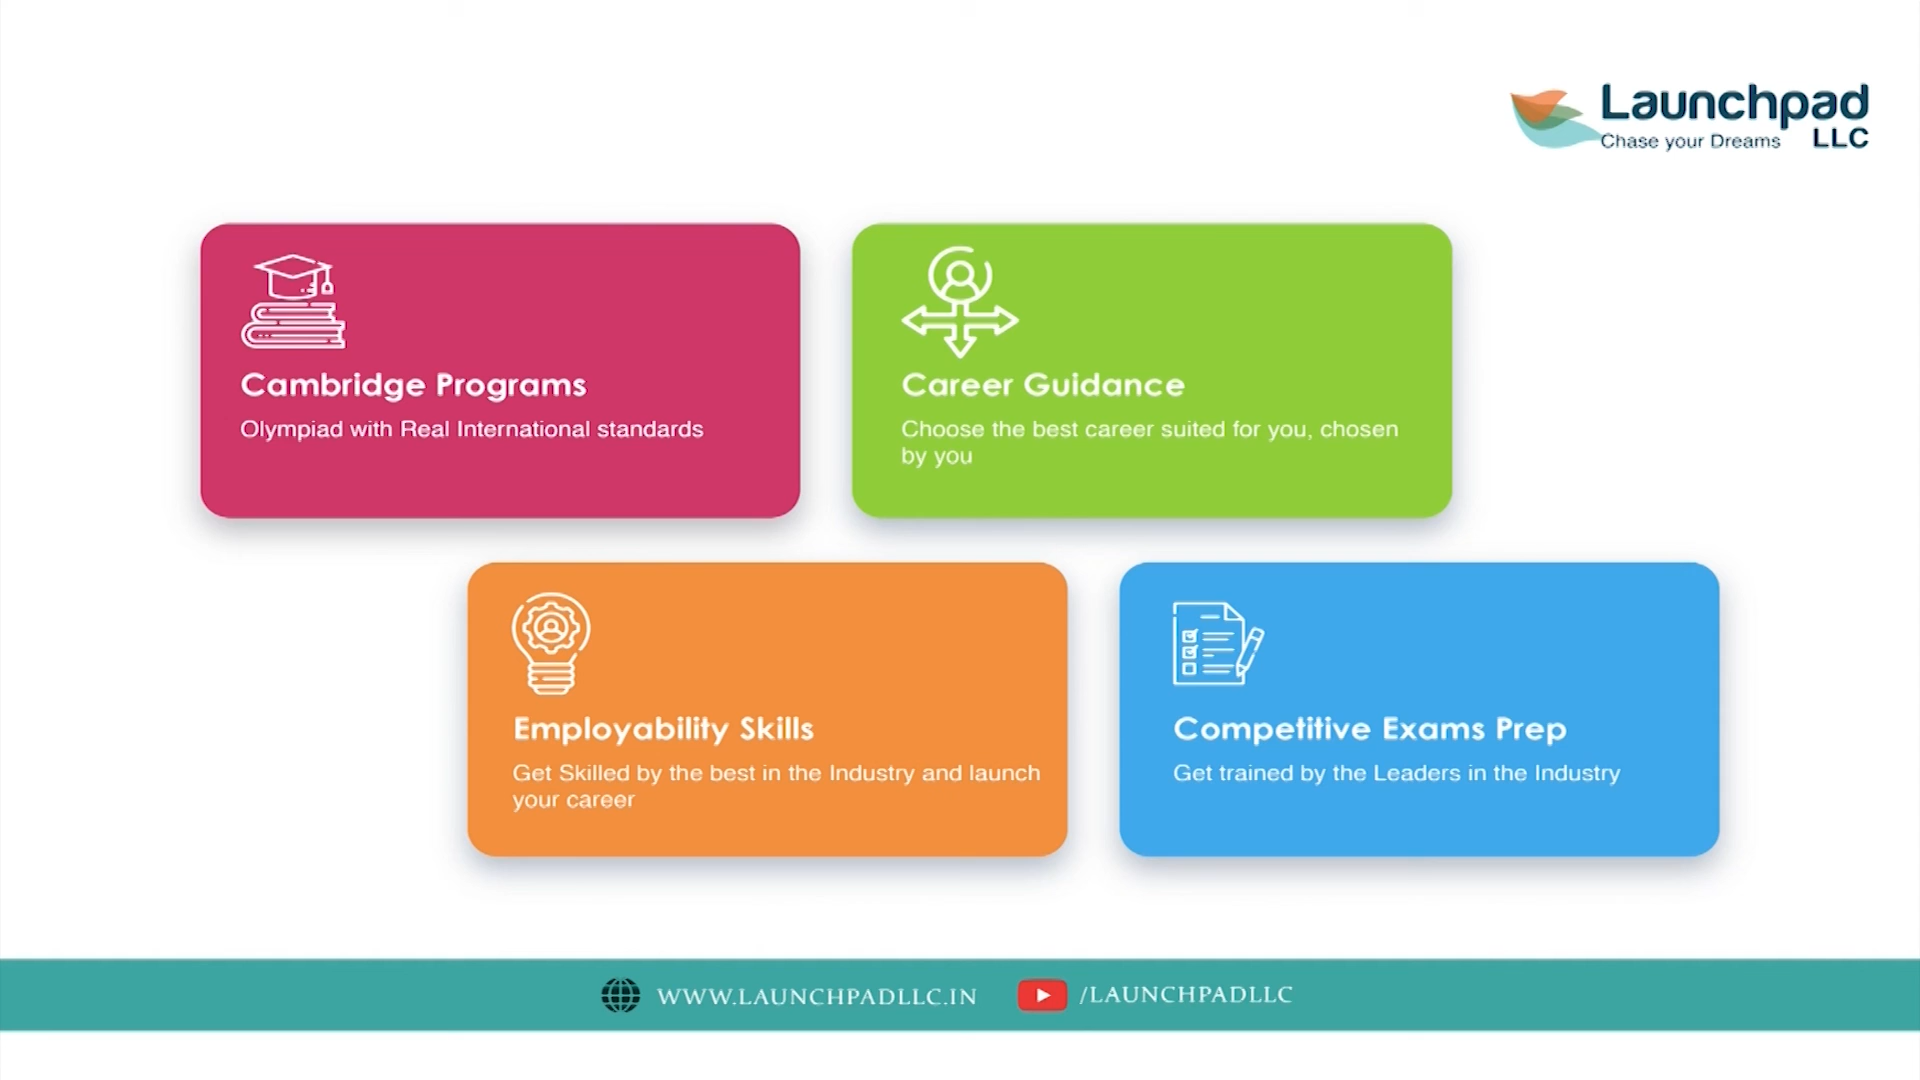 Launchpad
Chase your Dreams LLC
Cambridge Programs
Olympiad with Real International standards
Career Guidance
Choose the best career suited for you, chosen
by you
Employability Skills
Get Skilled by the best in the Industry and launch
your career
Competitive Exams Prep
Get trained by the Leaders in the Industry
WWW.LAUNCHPADLLC.IN /LAUNCHPADLLC